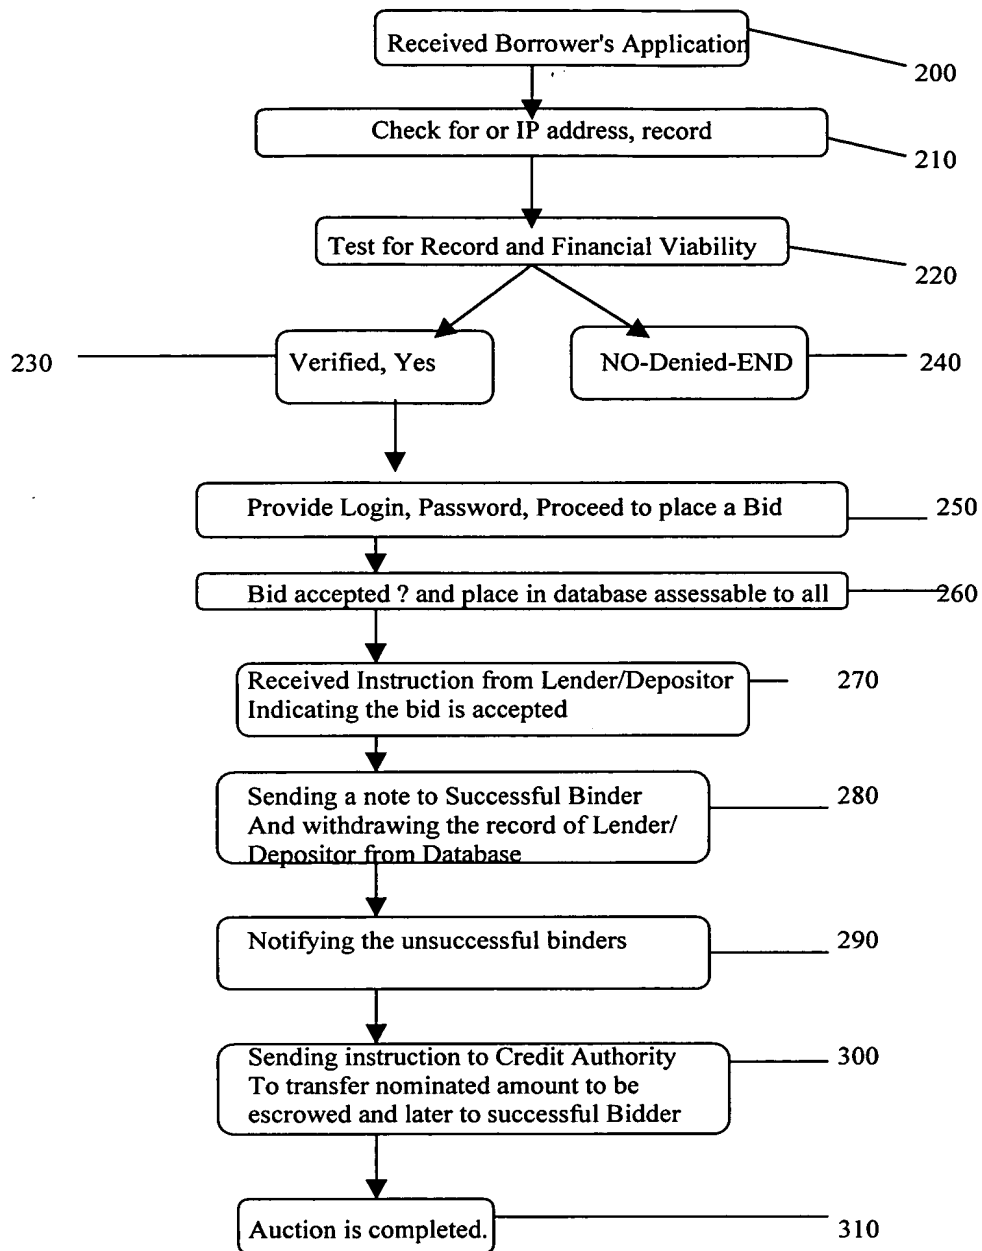 Received Borrower's Application
200
Check for or IP address, record
210
Test for Record and Financial Viability
220
230
Verified, Yes
NO-Denied-END
240
Provide Login, Password, Proceed to place a Bid
250
Bid accepted ? and place in database assessable to all
260
Received Instruction from Lender/Depositor
270
Indicating the bid is accepted
Sending a note to Successful Binder
280
And withdrawing the record of Lender/
Depositor from Database
Notifying the unsuccessful binders
290
Sending instruction to Credit Authority
300
To transfer nominated amount to be
escrowed and later to successful Bidder
Auction is completed.
310